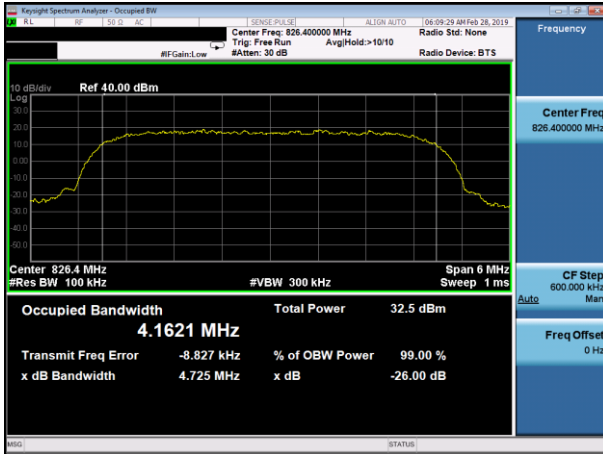 Keysight Spectrum Analyzer - Occupied BW
RL RF 50 Ω AC SENSE:PULSE ALIGN AUTO 06:09:29 AM Feb 28, 2019
Center Freq: 826.400000 MHz Radio Std: None Frequency
Trig: Free Run Avg|Hold:>10/10
#IFGain:Low #Atten: 30 dB Radio Device: BTS
10 dB/div Ref 40.00 dBm
Log
30.0
20.0
10.0
0.00
-10.0
-20.0
-30.0
-40.0
-50.0
Center Freq
826.400000 MHz
Center 826.4 MHz Span 6 MHz
#Res BW 100 kHz #VBW 300 kHz Sweep 1 ms
CF Step
600.000 kHz
Auto Man
Occupied Bandwidth Total Power 32.5 dBm
4.1621 MHz
Transmit Freq Error -8.827 kHz % of OBW Power 99.00 %
x dB Bandwidth 4.725 MHz x dB -26.00 dB
Freq Offset
0 Hz
MSG STATUS